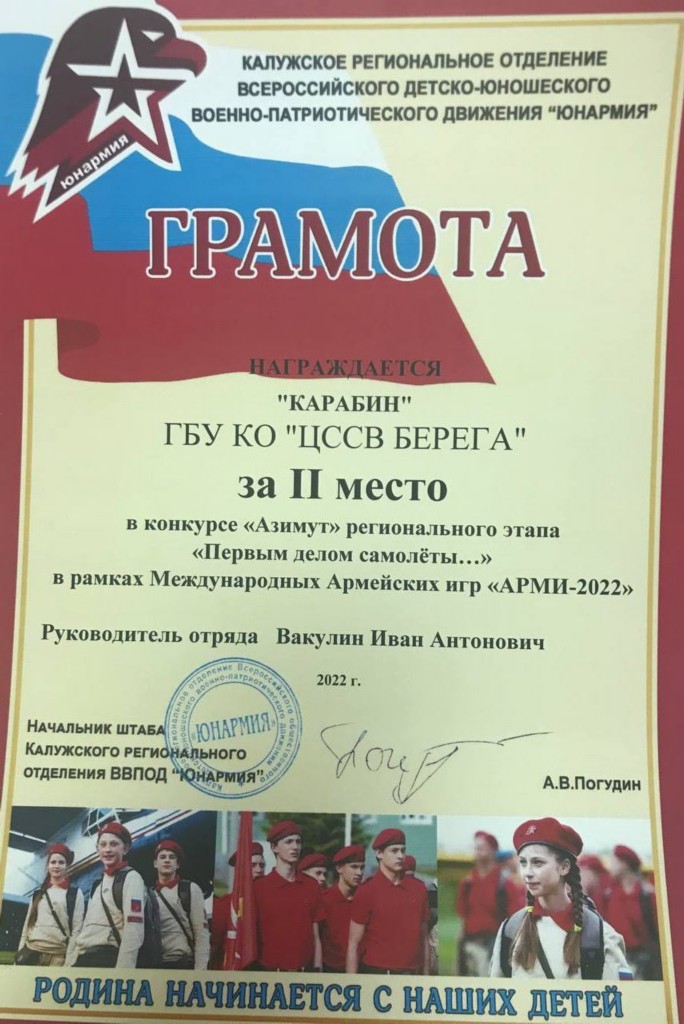 КАЛУЖСКОЕ РЕГИОНАЛЬНОЕ ОТДЕЛЕНИЕ
ВСЕРОССИЙСКОГО ДЕТСКО-ЮНОШЕСКОГО
ВОЕННО-ПАТРИОТИЧЕСКОГО ДВИЖЕНИЯ "ЮНАРМИЯ"
юнармия
ГРАМОТА
НАГРАЖДАЕТСЯ
"КАРАБИН"
ГБУ КО "ЦССВ БЕРЕГА"
за II место
в конкурсе «Азимут» регионального этапа
«Первым делом самолёты…»
в рамках Международных Армейских игр «АРМИ-2022»
Руководитель отряда Вакулин Иван Антонович
2022 г.
«ЮНАРМИЯ»
НАЧАЛЬНИК ШТАБА
КАЛУЖСКОГО РЕГИОНАЛЬНОГО
ОТДЕЛЕНИЯ ВВПОД "ЮНАРМИЯ"
А.В.ПОГУДИН
РОДИНА НАЧИНАЕТСЯ С НАШИХ ДЕТЕЙ